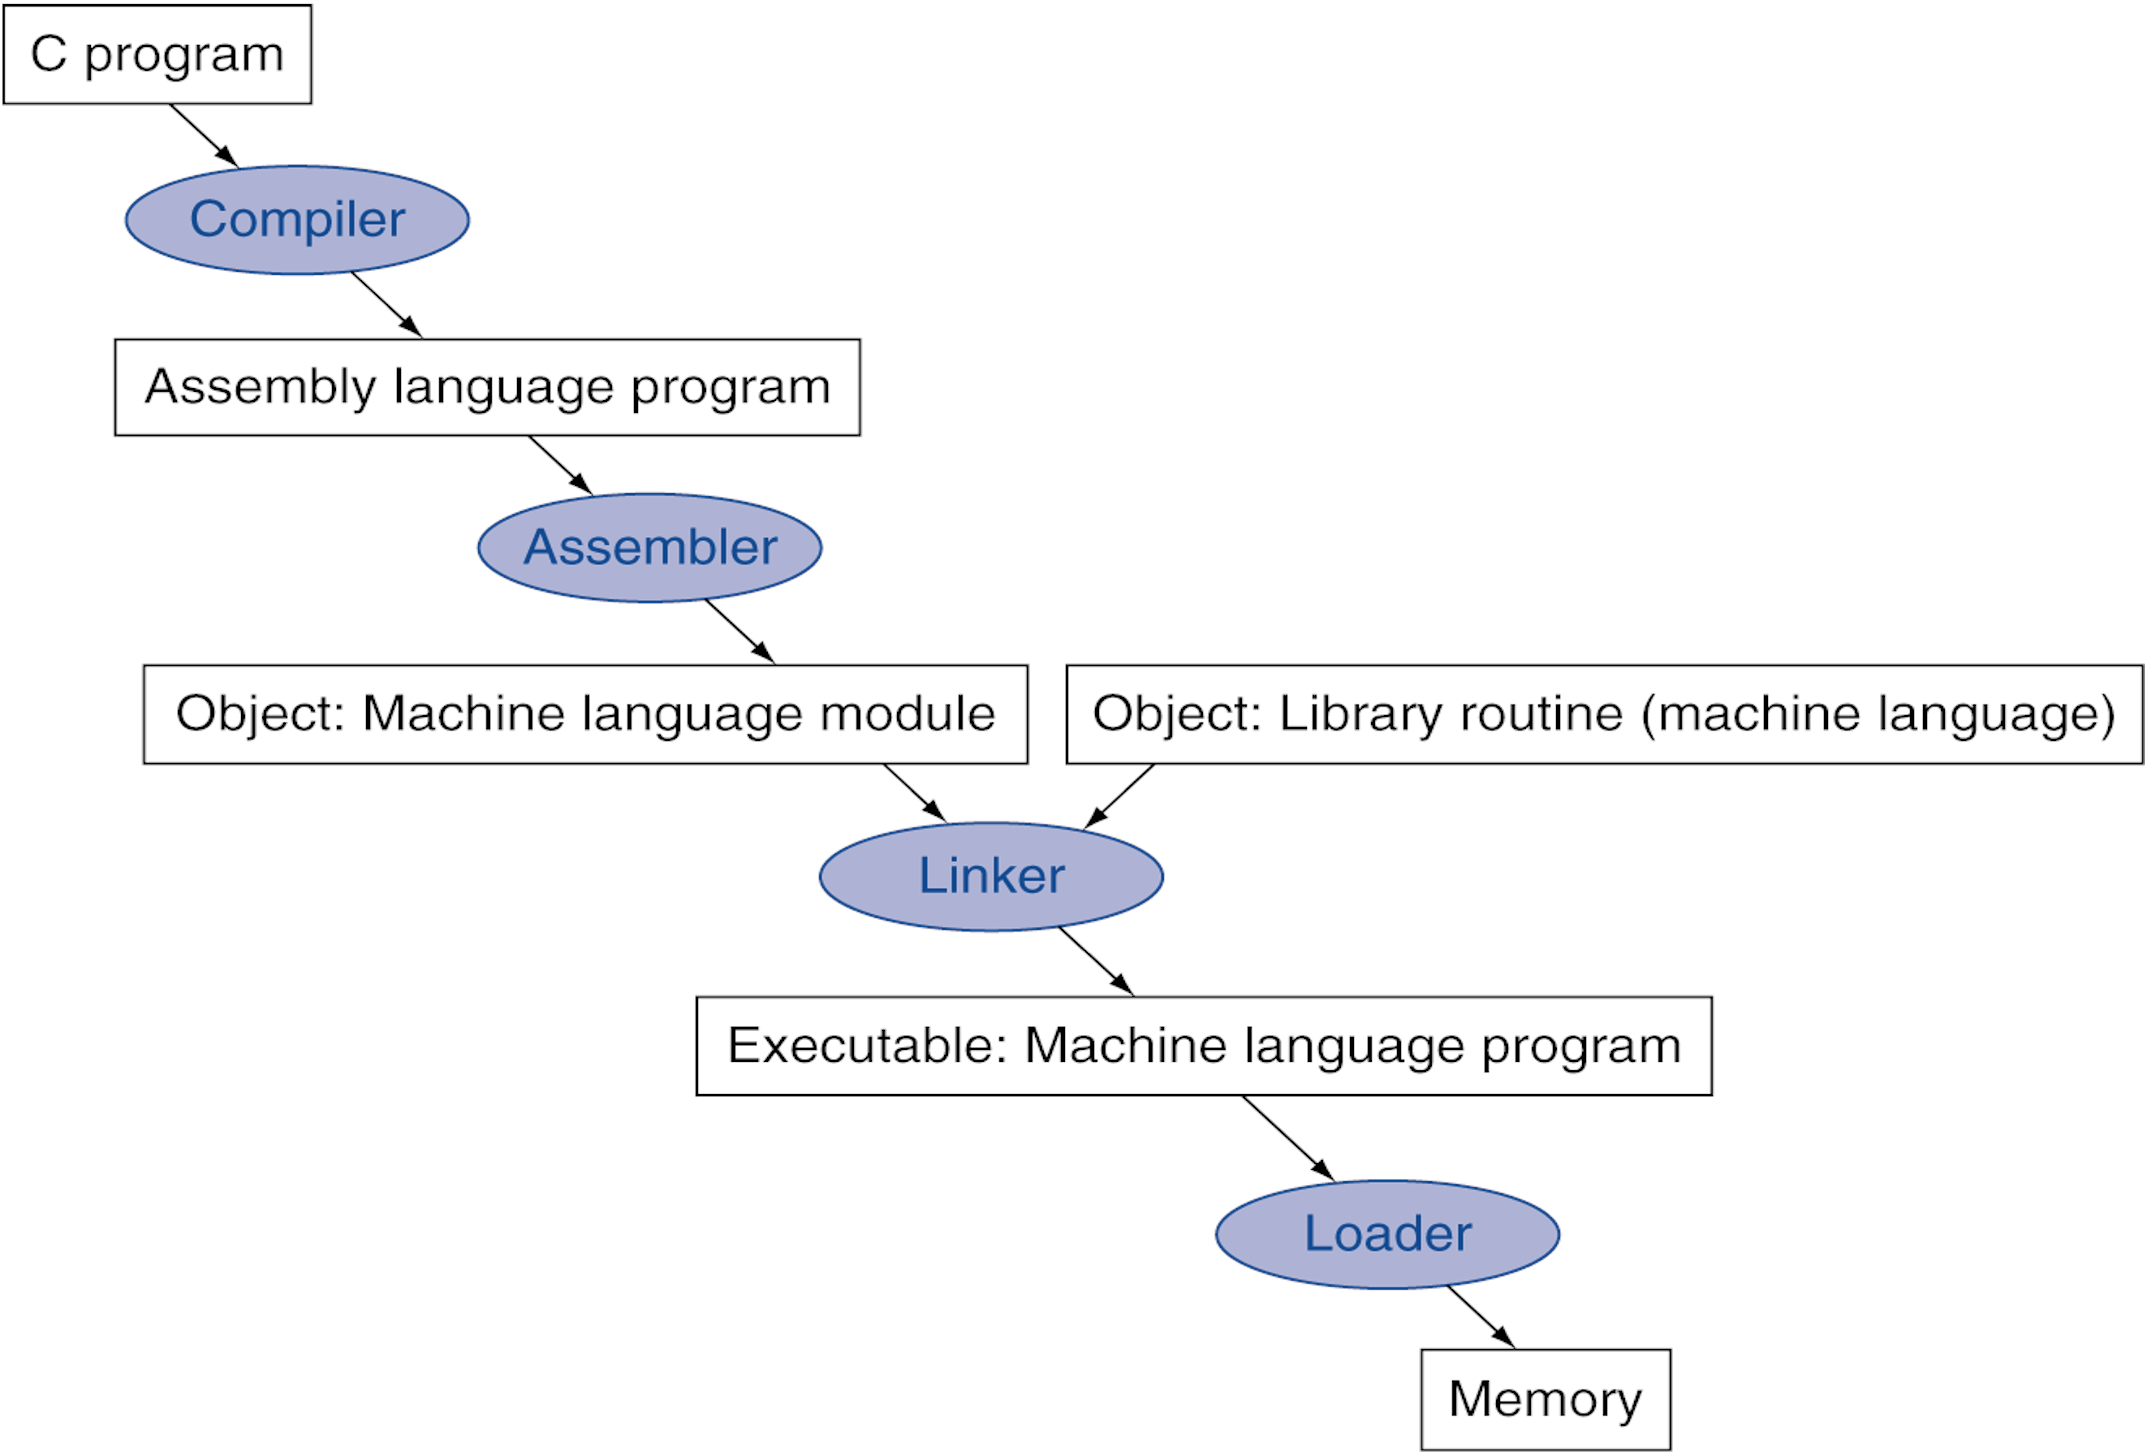 C program
Compiler
Assembly language program
Assembler
Object: Machine language module
Object: Library routine (machine language)
Linker
Executable: Machine language program
Loader
Memory